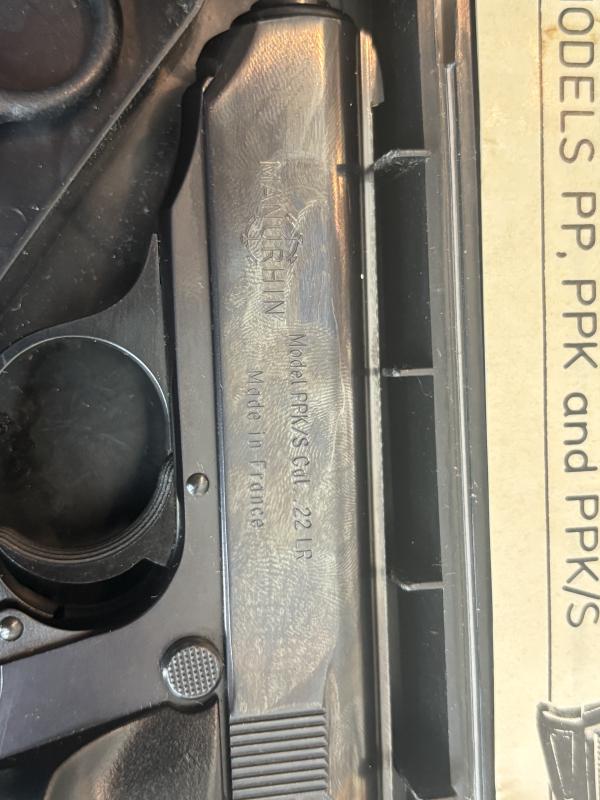 MANURHIN
Model PPK/S Cal .22 LR
Made in France
MODELS PP, PPK and PPK/S